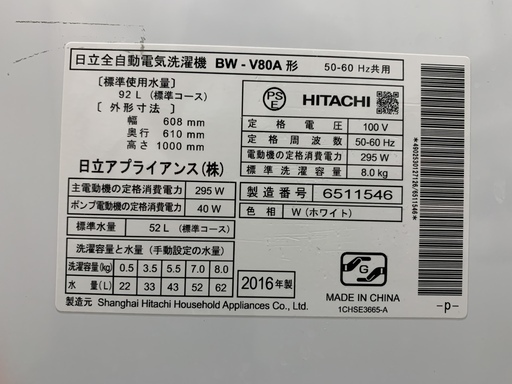 日立全自動電気洗濯機 BW-V80A 形 50-60 Hz共用
[標準使用水量]
92 L (標準コース)
[外形寸法]
幅 608 mm
奥行 610 mm
高さ 1000 mm
日立アプライアンス(株)
主電動機の定格消費電力 295 W
ポンプ電動機の定格消費電力 40 W
標準水量 52 L (標準コース)
洗濯容量と水量 (手動設定の水量)
洗濯容量(kg) 0.5 3.5 5.5 7.0 8.0
水 量(L) 22 33 43 52 62
製造元 Shanghai Hitachi Household Appliances Co., Ltd.
PS
E
HITACHI
定格電圧 100 V
定格周波数 50-60 Hz
電動機の定格消費電力 295 W
標準洗濯容量 8.0 kg
製造番号 6511546
色相 W (ホワイト)
2016年製
G
MADE IN CHINA
1CHSE3665-A
*4902530127126/6511546*
-p-